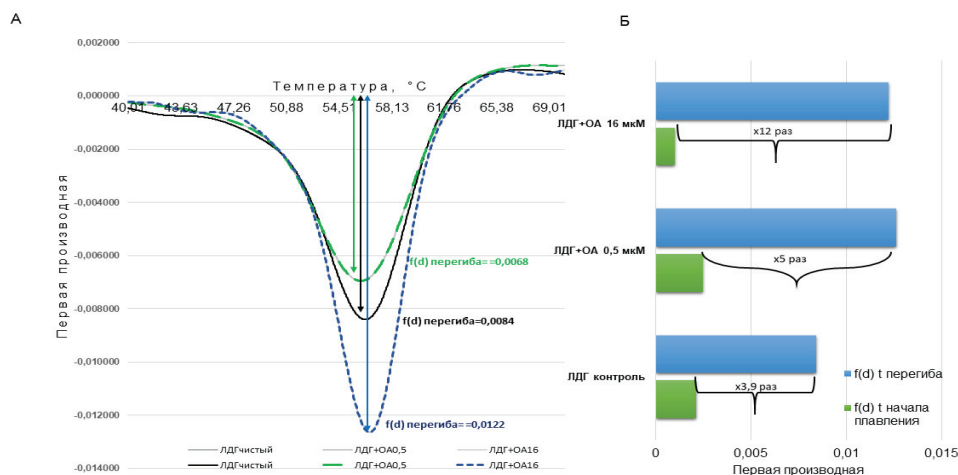 А
Б
0,002000
0,000000
-0,002000
-0,004000
-0,006000
-0,008000
-0,010000
-0,012000
-0,014000
Первая производная
Температура, °С
40,01 43,63 47,26 50,88 54,51 58,13 61,76 65,38 69,01
f(d) перегиба==0,0068
f(d) перегиба=0,0084
f(d) перегиба==0,0122
ЛДГчистый ЛДГ+ОА0,5 ЛДГ+ОА16
ЛДГчистый ЛДГ+ОА0,5 ЛДГ+ОА16
ЛДГ+ОА 16 мкМ
х12 раз
ЛДГ+ОА 0,5 мкМ
х5 раз
ЛДГ контроль
х3,9 раз
f(d) t перегиба
f(d) t начала
плавления
0 0,005 0,01 0,015
Первая производная